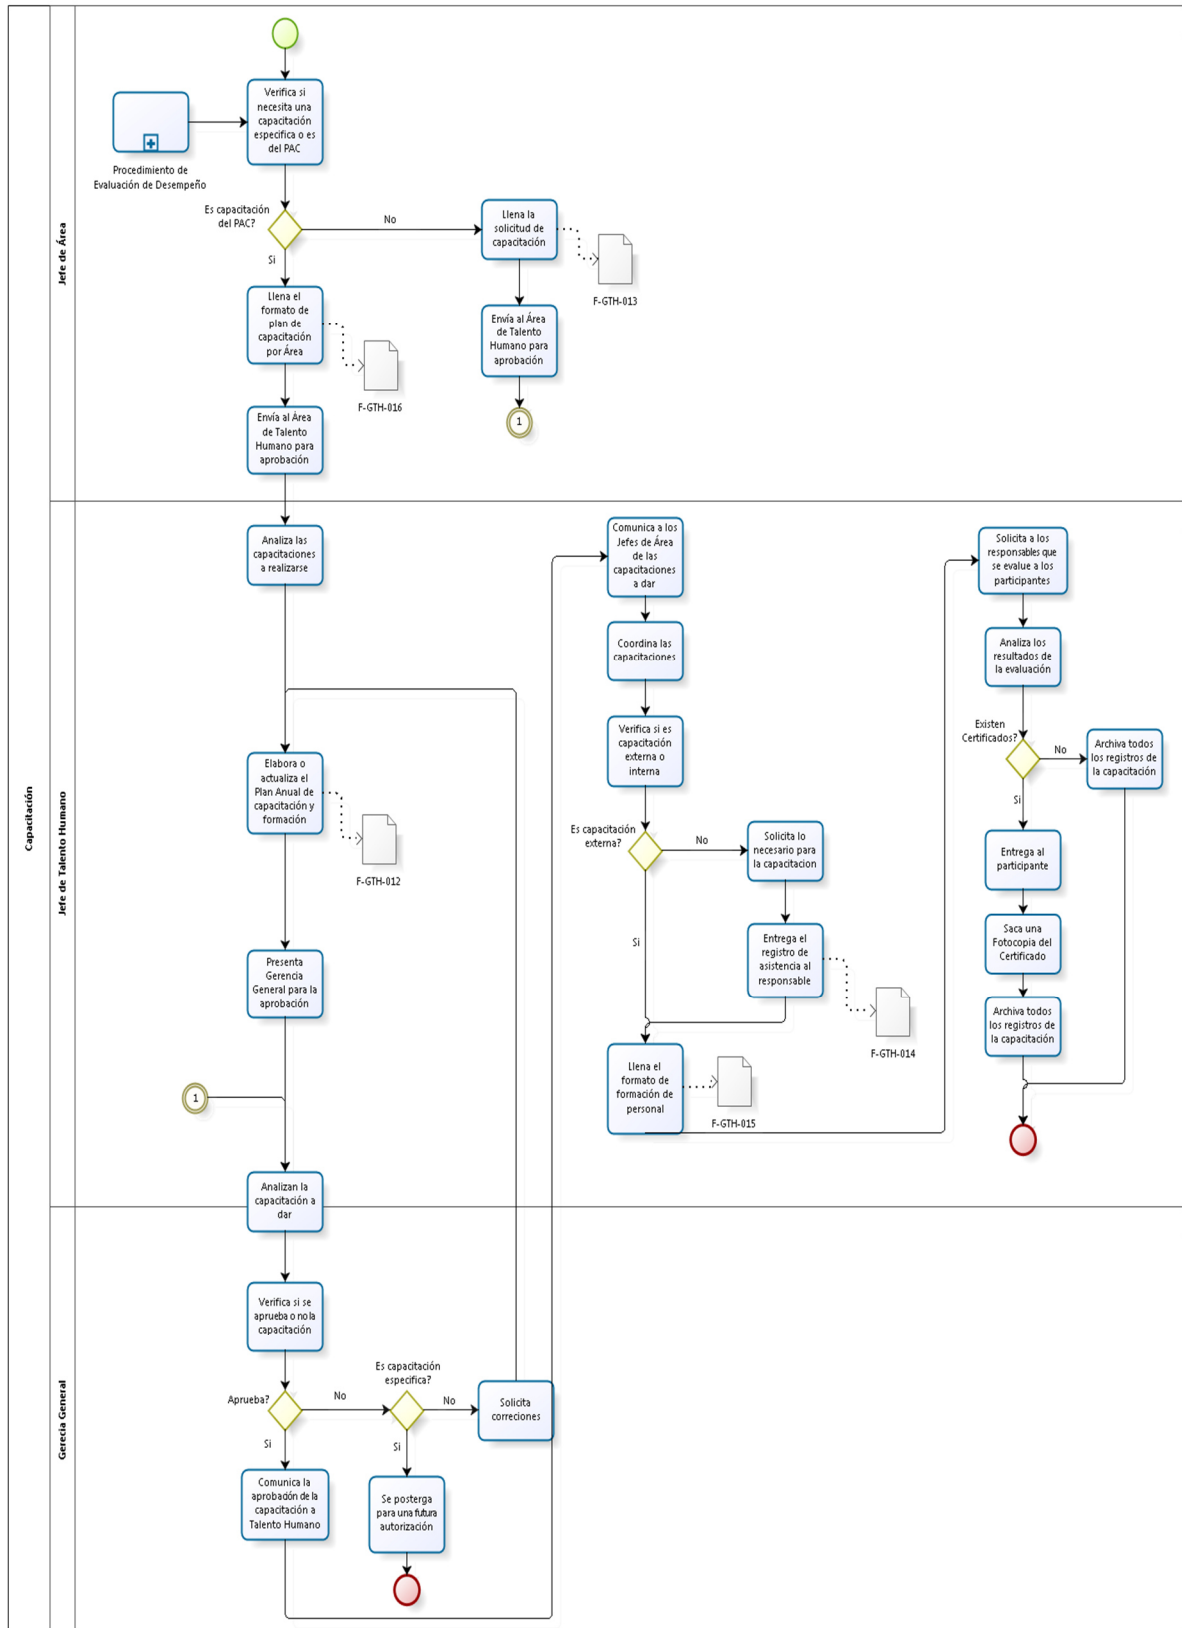 Capacitación
Jefe de Área
Verifica si
necesita una
capacitación
especifica o es
del PAC
Procedimiento de
Evaluación de Desempeño
Es capacitación
del PAC?
No
Si
Llena la
solicitud de
capacitación
F-GTH-013
Envía al Área
de Talento
Humano para
aprobación
1
Llena el
formato de
plan de
capacitación
por Área
F-GTH-016
Envía al Área
de Talento
Humano para
aprobación
Jefe de Talento Humano
Analiza las
capacitaciones
a realizarse
Elabora o
actualiza el
Plan Anual de
capacitación y
formación
F-GTH-012
Presenta
Gerencia
General para la
aprobación
1
Analizan la
capacitación a
dar
Comunica a los
Jefes de Área
de las
capacitaciones
a dar
Coordina las
capacitaciones
Verifica si es
capacitación
externa o
interna
Es capacitación
externa?
No
Si
Solicita lo
necesario para
la capacitacion
Entrega el
registro de
asistencia al
responsable
F-GTH-014
Llena el
formato de
formación de
personal
F-GTH-015
Solicita a los
responsables que
se evalue a los
participantes
Analiza los
resultados de
la evaluación
Existen
Certificados?
No
Si
Archiva todos
los registros de
la capacitación
Entrega al
participante
Saca una
Fotocopia del
Certificado
Archiva todos
los registros de
la capacitación
Gerecia General
Verifica si se
aprueba o no la
capacitación
Aprueba?
No
Si
Es capacitación
especifica?
No
Si
Solicita
correciones
Comunica la
aprobación de la
capacitación a
Talento Humano
Se posterga
para una futura
autorización